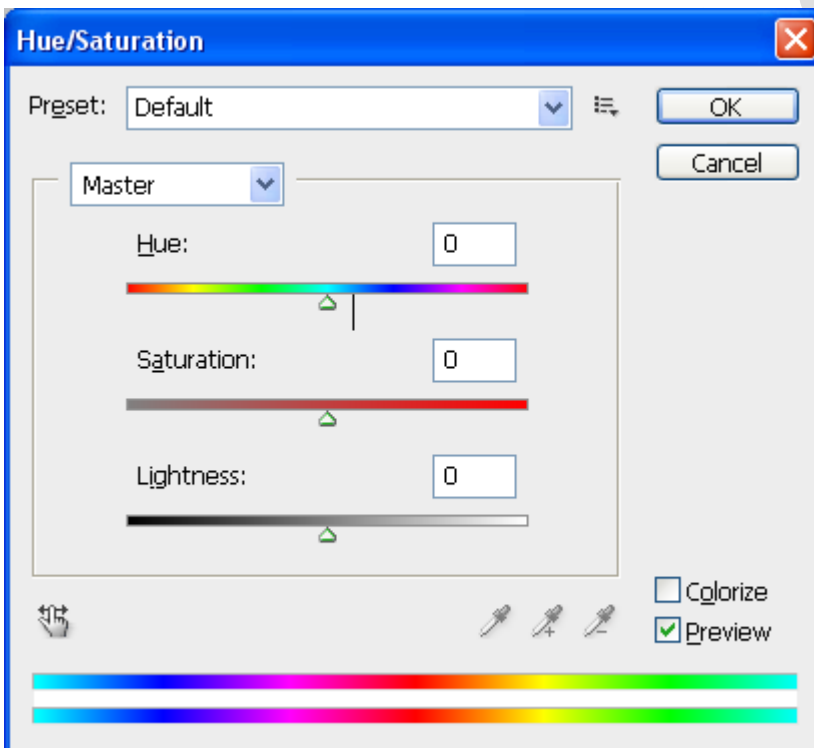 Hue/Saturation
Preset: Default
OK
Cancel
Master
Hue: 0
Saturation: 0
Lightness: 0
Colorize
Preview